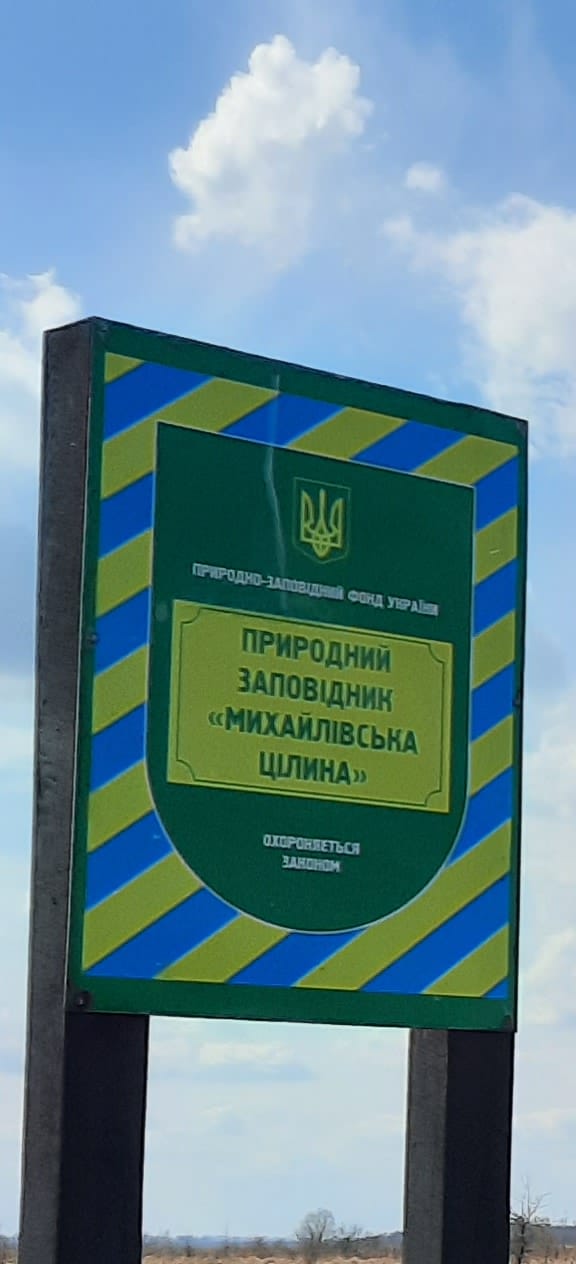 ПРИРОДНО-ЗАПОВІДНИЙ ФОНД УКРАЇНИ
ПРИРОДНИЙ
ЗАПОВІДНИК
«МИХАЙЛІВСЬКА
ЦІЛИНА»
ОХОРОНЯЄТЬСЯ
ЗАКОНОМ